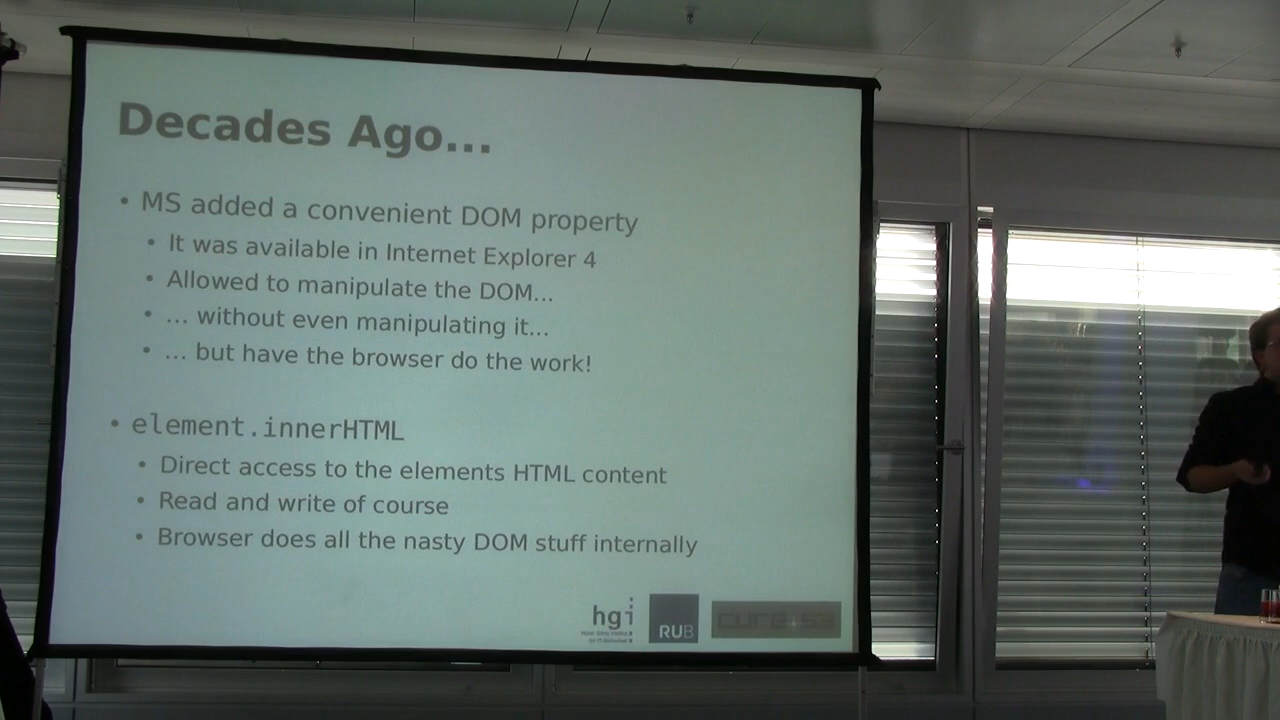 Decades Ago...
• MS added a convenient DOM property
• It was available in Internet Explorer 4
• Allowed to manipulate the DOM...
• ... without even manipulating it...
• ... but have the browser do the work!
• element.innerHTML
• Direct access to the elements HTML content
• Read and write of course
• Browser does all the nasty DOM stuff internally
hgi
RUB